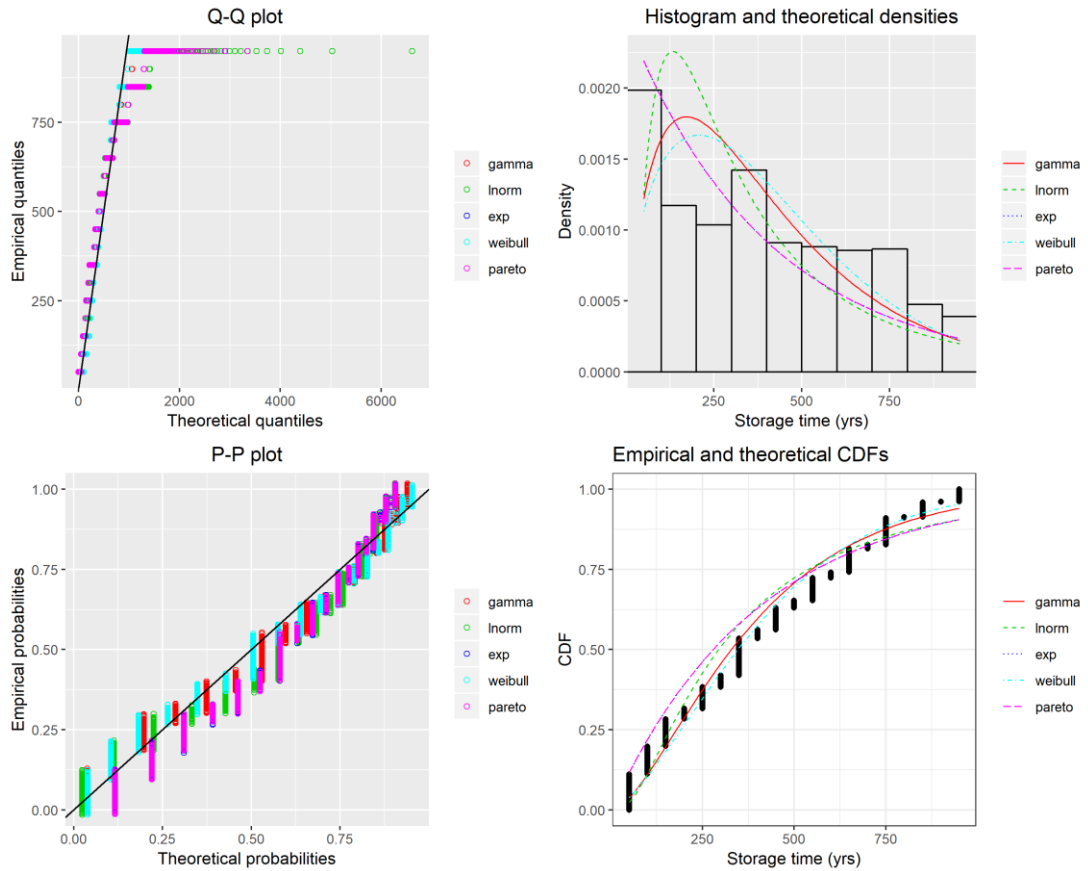 Q-Q plot
Empirical quantiles
750
500
250
0
2000
4000
6000
Theoretical quantiles
gamma
lnorm
exp
weibull
pareto
Histogram and theoretical densities
Density
0.0020
0.0015
0.0010
0.0005
0.0000
250
500
750
Storage time (yrs)
gamma
lnorm
exp
weibull
pareto
P-P plot
Empirical probabilities
1.00
0.75
0.50
0.25
0.00
0.00
0.25
0.50
0.75
Theoretical probabilities
gamma
lnorm
exp
weibull
pareto
Empirical and theoretical CDFs
CDF
1.00
0.75
0.50
0.25
0.00
250
500
750
Storage time (yrs)
gamma
lnorm
exp
weibull
pareto